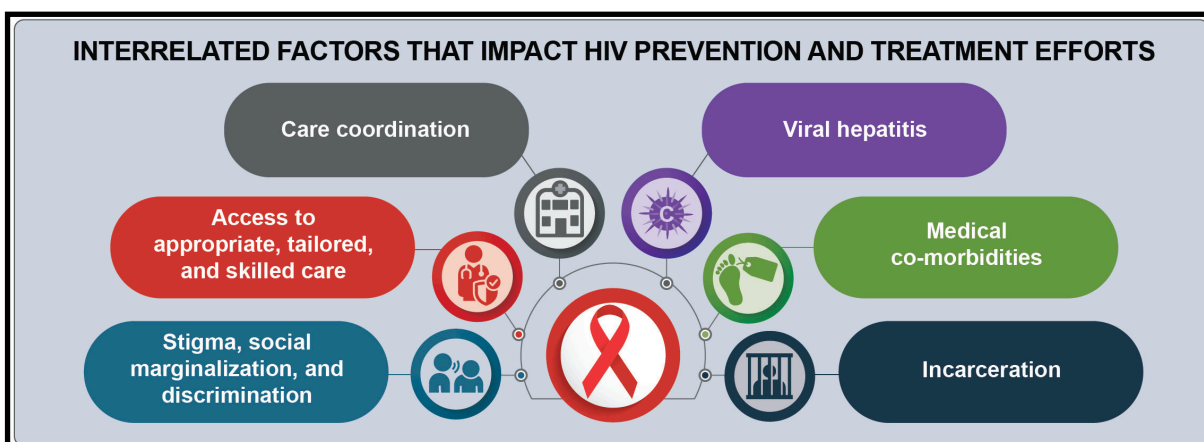 INTERRELATED FACTORS THAT IMPACT HIV PREVENTION AND TREATMENT EFFORTS
Care coordination
Viral hepatitis
Access to
appropriate, tailored,
and skilled care
C
Medical
co-morbidities
Stigma, social
marginalization, and
discrimination
Incarceration